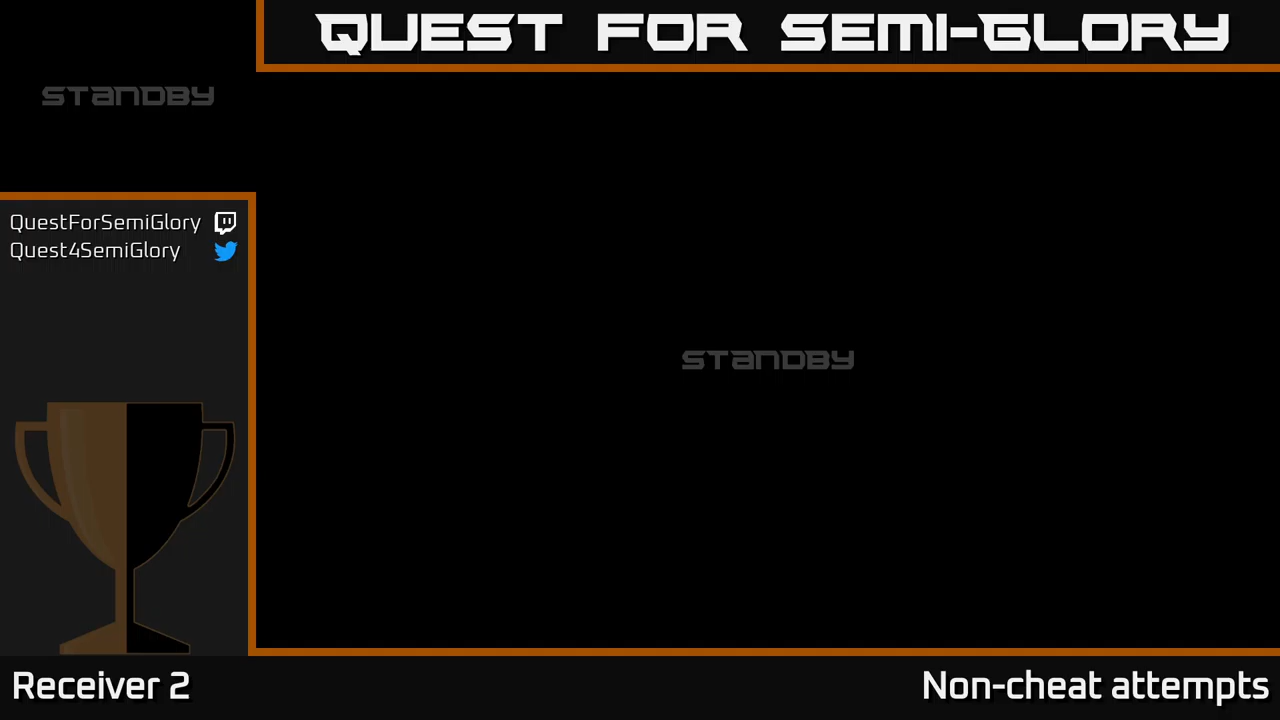 QUEST FOR SEMI-GLORY
STANDBY
QuestForSemiGlory
Quest4SemiGlory
STANDBY
Receiver 2
Non-cheat attempts